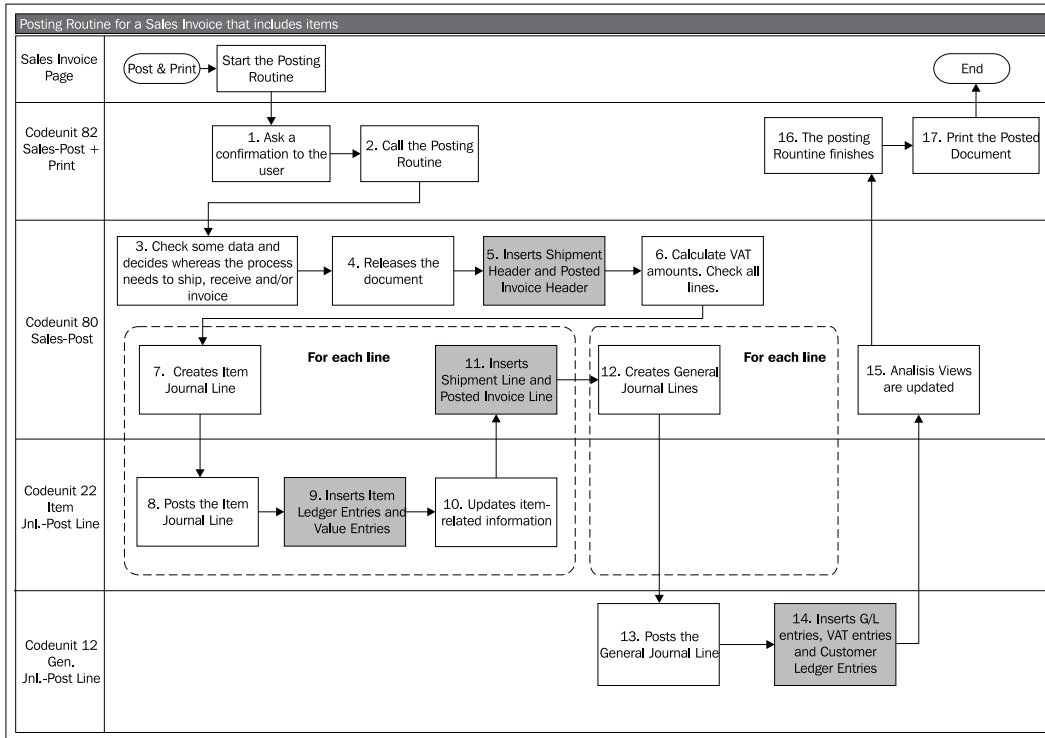 Posting Routine for a Sales Invoice that includes items
Sales Invoice
Page
Post & Print
Start the Posting
Routine
End
Codeunit 82
Sales-Post +
Print
1. Ask a
confirmation to the
user
2. Call the Posting
Routine
16. The posting
Rountine finishes
17. Print the Posted
Document
Codeunit 80
Sales-Post
3. Check some data and
decides whereas the process
needs to ship, receive and/or
invoice
4. Releases the
document
5. Inserts Shipment
Header and Posted
Invoice Header
6. Calculate VAT
amounts. Check all
lines.
For each line
7. Creates Item
Journal Line
11. Inserts
Shipment Line and
Posted Invoice Line
For each line
12. Creates General
Journal Lines
15. Analisis Views
are updated
Codeunit 22
Item
Jnl.-Post Line
8. Posts the Item
Journal Line
9. Inserts Item
Ledger Entries and
Value Entries
10. Updates item-
related information
Codeunit 12
Gen.
Jnl.-Post Line
13. Posts the
General Journal Line
14. Inserts G/L
entries, VAT entries
and Customer
Ledger Entries